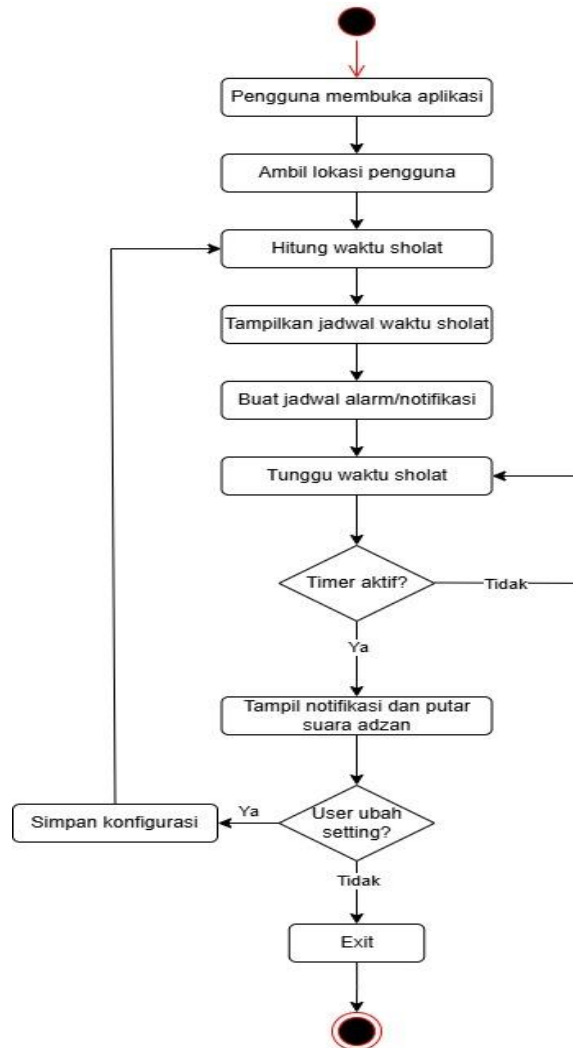 Pengguna membuka aplikasi
Ambil lokasi pengguna
Hitung waktu sholat
Tampilkan jadwal waktu sholat
Buat jadwal alarm/notifikasi
Tunggu waktu sholat
Timer aktif?
Tidak
Ya
Tampil notifikasi dan putar
suara adzan
User ubah
setting?
Ya
Simpan konfigurasi
Tidak
Exit